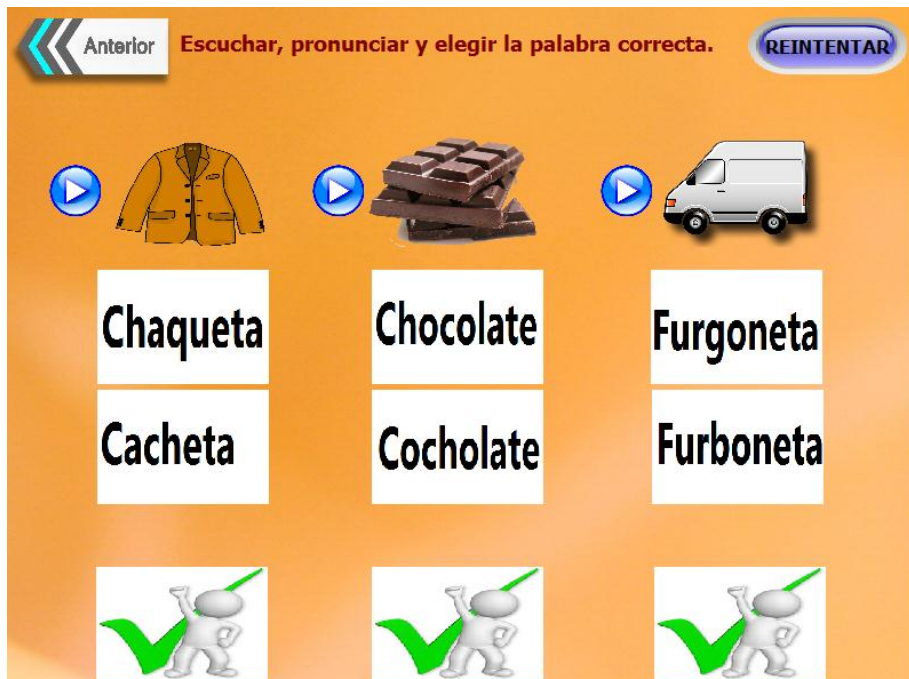 Anterior
Escuchar, pronunciar y elegir la palabra correcta.
REINTENTAR
Chaqueta
Chocolate
Furgoneta
Cacheta
Cocholate
Furboneta